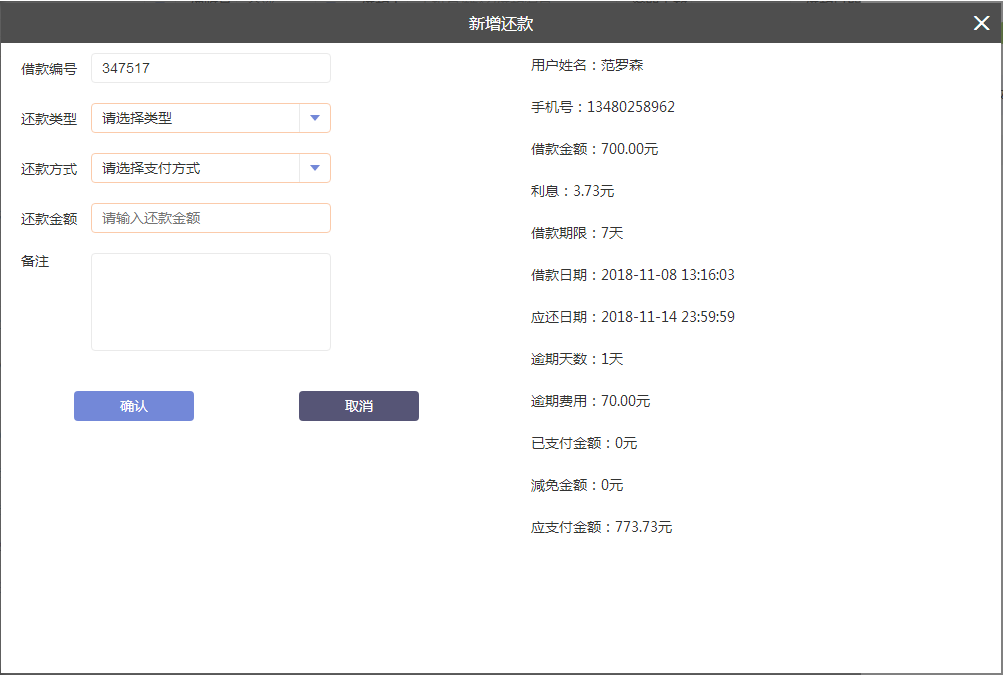 新增还款
借款编号 347517
还款类型 请选择类型
还款方式 请选择支付方式
还款金额 请输入还款金额
备注
确认 取消
用户姓名：范罗森
手机号：13480258962
借款金额：700.00元
利息：3.73元
借款期限：7天
借款日期：2018-11-08 13:16:03
应还日期：2018-11-14 23:59:59
逾期天数：1天
逾期费用：70.00元
已支付金额：0元
减免金额：0元
应支付金额：773.73元